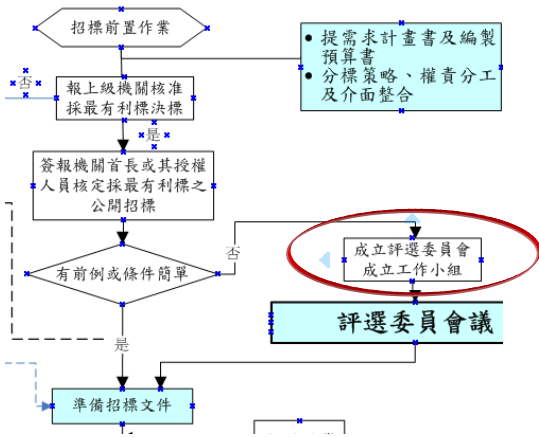 招標前置作業
• 提需求計畫書及編製
預算書
• 分標策略、權責分工
及介面整合
否
報上級機關核准
採最有利標決標
是
簽報機關首長或其授權
人員核定採最有利標之
公開招標
否
成立評選委員會
成立工作小組
有前例或條件簡單
評選委員會議
是
準備招標文件